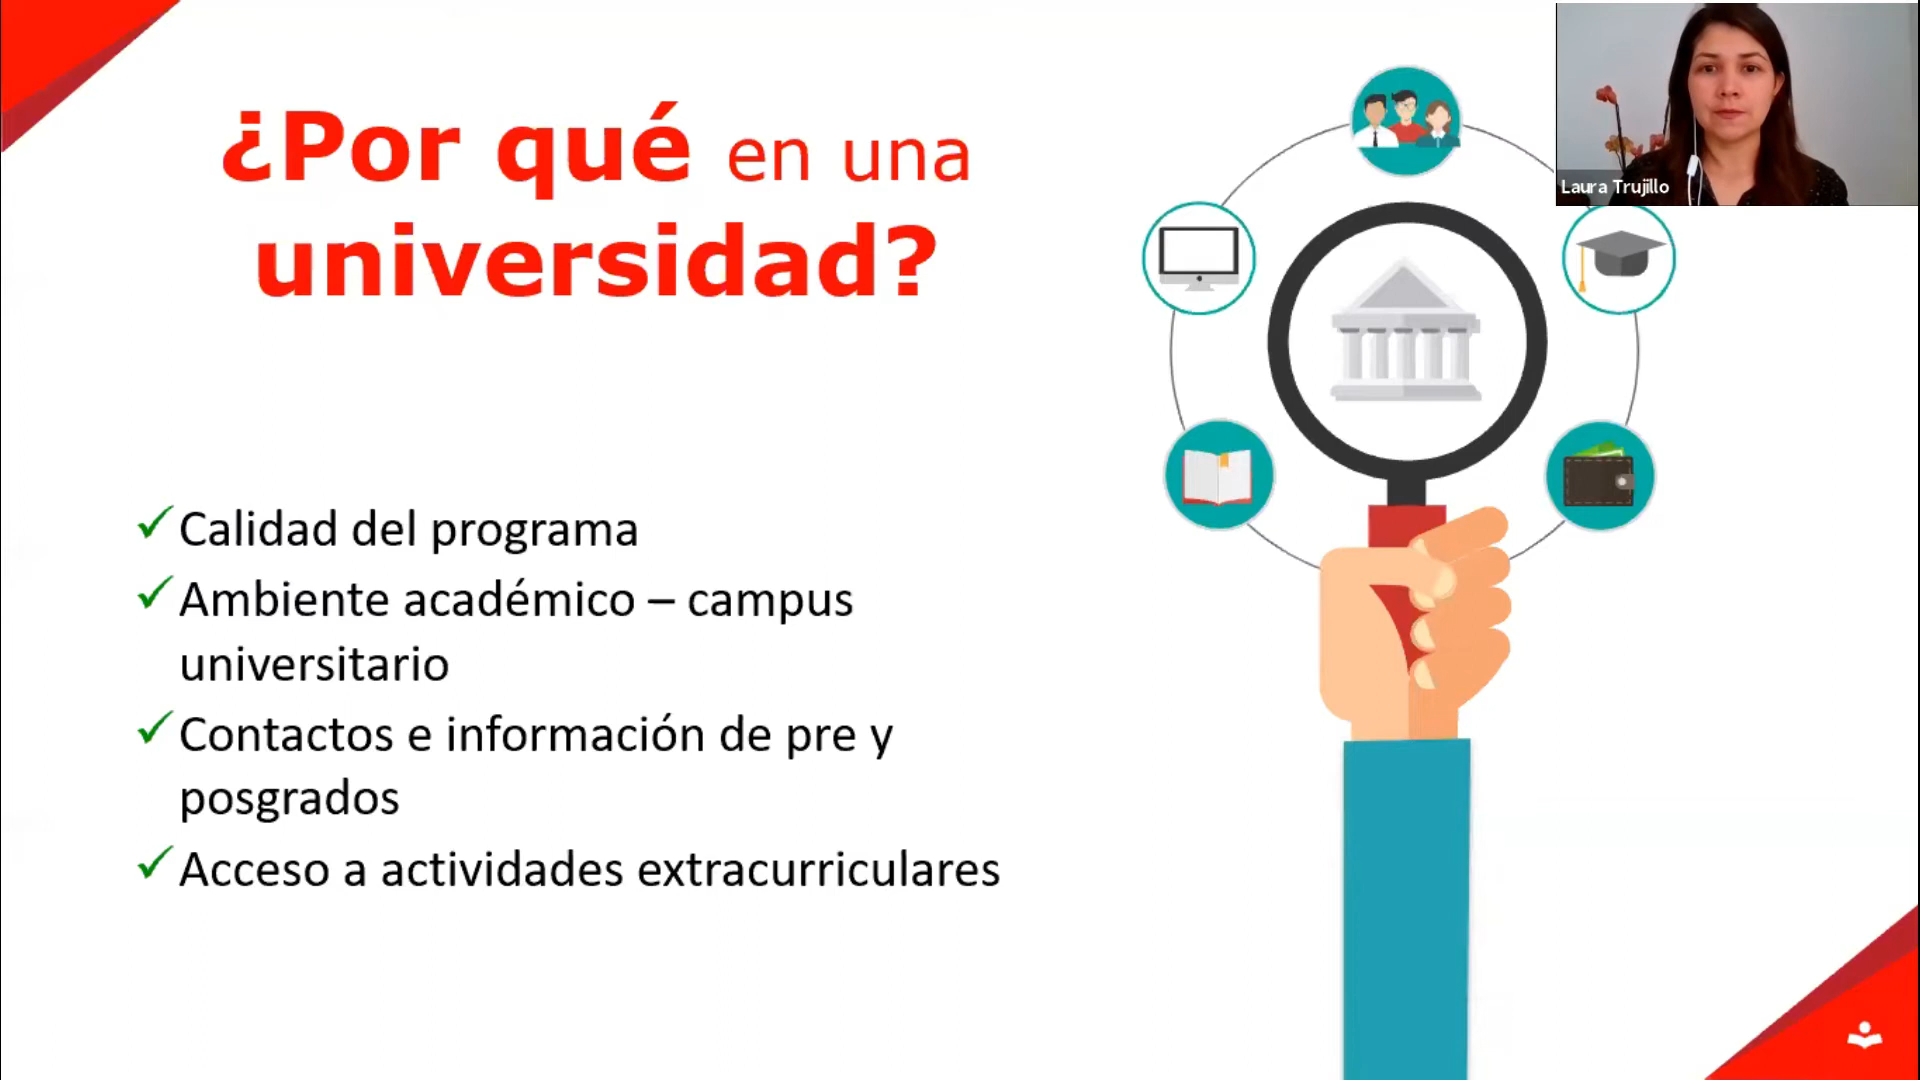 ¿Por qué en una
universidad?
Laura Trujillo
✓Calidad del programa
✓Ambiente académico – campus
universitario
✓Contactos e información de pre y
posgrados
✓Acceso a actividades extracurriculares